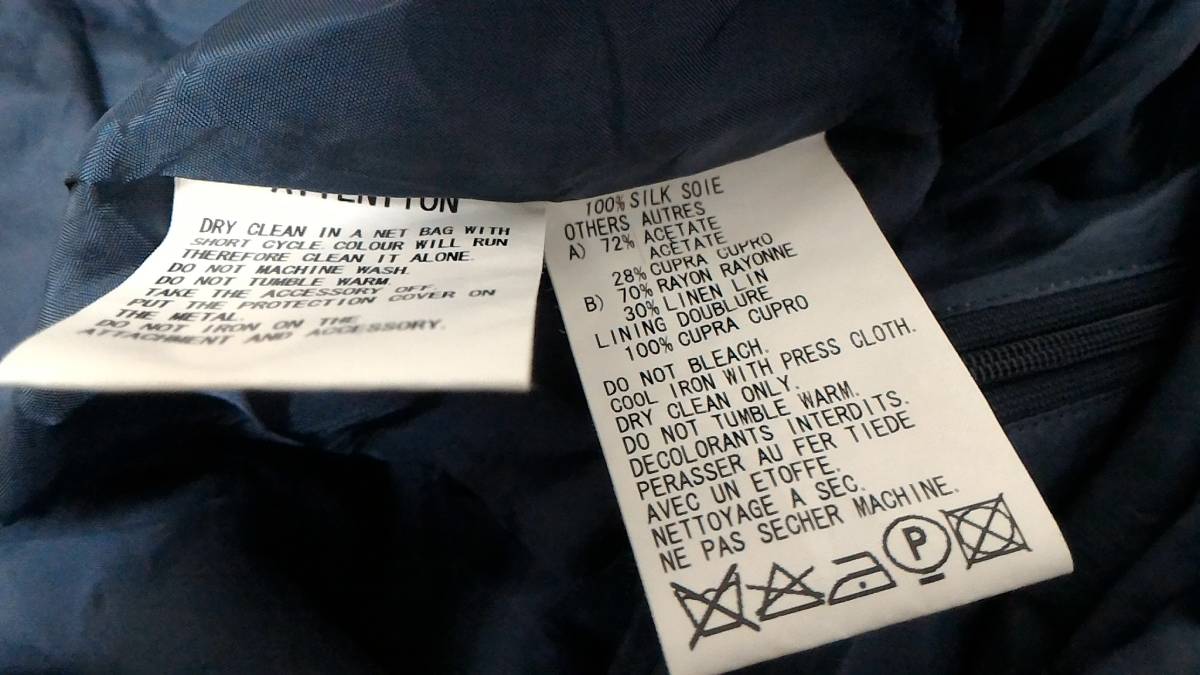 ATTENTION
DRY CLEAN IN A NET BAG WITH
SHORT CYCLE. COLOUR WILL RUN
THEREFORE CLEAN IT ALONE.
DO NOT MACHINE WASH.
DO NOT TUMBLE WARM.
TAKE THE ACCESSORY OFF.
PUT THE PROTECTION COVER ON
THE METAL.
DO NOT IRON ON THE
ATTACHMENT AND ACCESSORY.
100% SILK SOIE
OTHERS AUTRES
A) 72% ACETATE
ACETATE
28% CUPRA CUPRO
B) 70% RAYON RAYONNE
30% LINEN LIN
LINING DOUBLURE
100% CUPRA CUPRO
DO NOT BLEACH.
COOL IRON WITH PRESS CLOTH.
DRY CLEAN ONLY.
DO NOT TUMBLE WARM.
DECOLORANTS INTERDITS.
PERASSER AU FER TIEDE
AVEC UN ETOFFE.
NETTOYAGE A SEC.
NE PAS SECHER MACHINE.
P